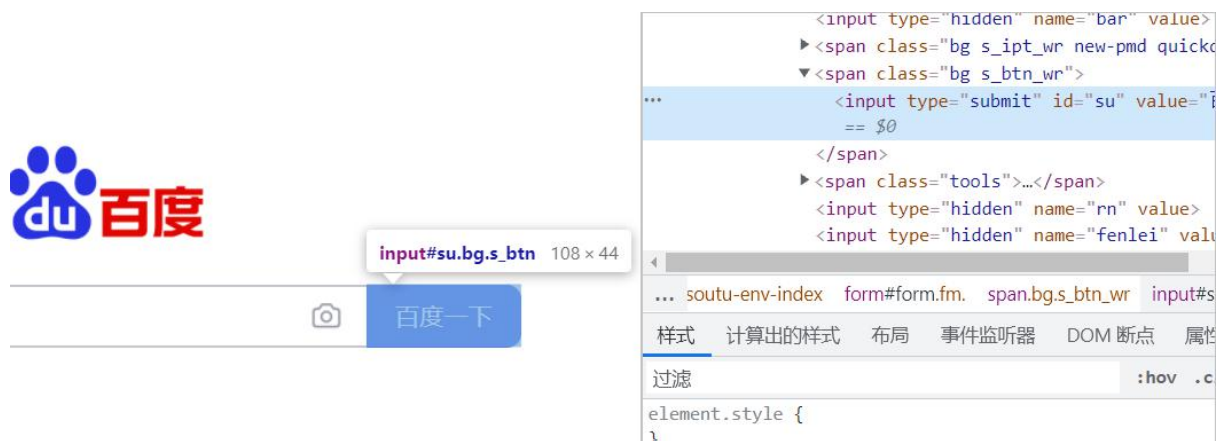 du百度
input#su.bg.s_btn 108 × 44
百度一下
<input type="hidden" name="bar" value>
▶<span class="bg s_ipt_wr new-pmd quickd
▼<span class="bg s_btn_wr">
<input type="submit" id="su" value="
== $0
</span>
▶<span class="tools">…</span>
<input type="hidden" name="rn" value>
<input type="hidden" name="fenlei" valu
... soutu-env-index form#form.fm. span.bg.s_btn_wr input#s
样式 计算出的样式 布局 事件监听器 DOM 断点 属性
过滤 :hov .c
element.style {
}